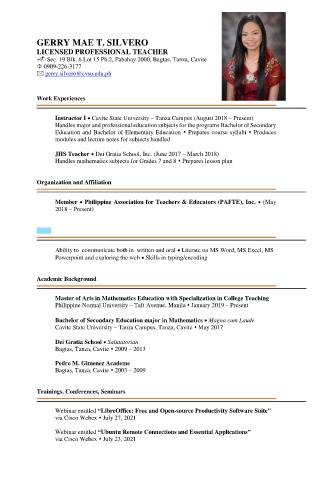 GERRY MAE T. SILVERO
LICENSED PROFESSIONAL TEACHER
Sec. 19 Blk. 6 Lot 15 Ph.2, Pabahay 2000, Bagtas, Tanza, Cavite
0909-226-3177
gerry.silvero@cvsu.edu.ph
Work Experiences
Instructor I • Cavite State University – Tanza Campus (August 2018 – Present)
Handles major and professional education subjects for the programs Bachelor of Secondary
Education and Bachelor of Elementary Education • Prepares course syllabi • Produces
modules and lecture notes for subjects handled
JHS Teacher • Dei Gratia School, Inc. (June 2017 – March 2018)
Handles mathematics subjects for Grades 7 and 8 • Prepares lesson plan
Organization and Affiliation
Member • Philippine Association for Teachers & Educators (PAFTE), Inc. • (May
2018 – Present)
Ability to communicate both in written and oral • Literate on MS Word, MS Excel, MS
Powerpoint and exploring the web • Skills in typing/encoding
Academic Background
Master of Arts in Mathematics Education with Specialization in College Teaching
Philippine Normal University – Taft Avenue, Manila • January 2019 – Present
Bachelor of Secondary Education major in Mathematics • Magna cum Laude
Cavite State University – Tanza Campus, Tanza, Cavite • May 2017
Dei Gratia School • Salutatorian
Bagtas, Tanza, Cavite • 2009 – 2013
Pedro M. Gimenez Academe
Bagtas, Tanza, Cavite • 2003 – 2009
Trainings, Conferences, Seminars
Webinar entitled “LibreOffice: Free and Open-source Productivity Software Suite”
via Cisco Webex • July 27, 2021
Webinar entitled “Ubuntu Remote Connections and Essential Applications”
via Cisco Webex • July 23, 2021